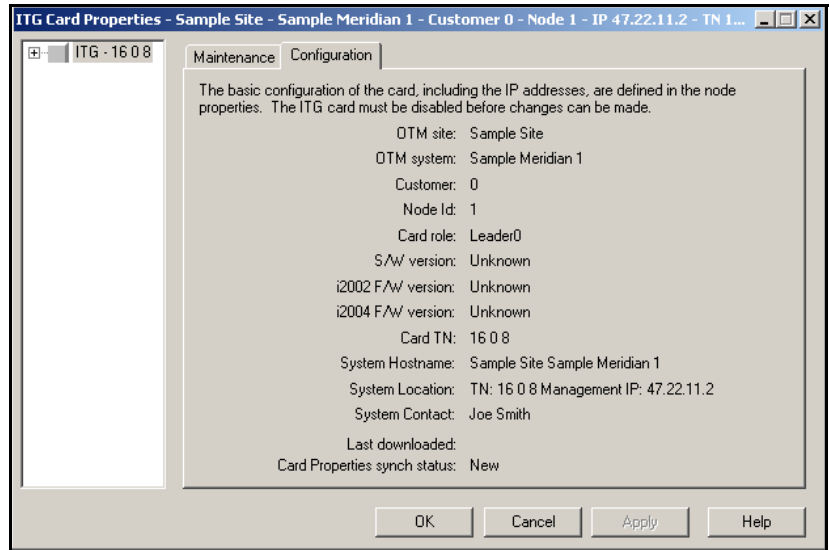 ITG Card Properties - Sample Site - Sample Meridian 1 - Customer 0 - Node 1 - IP 47.22.11.2 - TN 1...
ITG - 16 0 8
Maintenance Configuration
The basic configuration of the card, including the IP addresses, are defined in the node
properties. The ITG card must be disabled before changes can be made.
OTM site: Sample Site
OTM system: Sample Meridian 1
Customer: 0
Node Id: 1
Card role: Leader0
S/W version: Unknown
i2002 F/W version: Unknown
i2004 F/W version: Unknown
Card TN: 16 0 8
System Hostname: Sample Site Sample Meridian 1
System Location: TN: 16 0 8 Management IP: 47.22.11.2
System Contact: Joe Smith
Last downloaded:
Card Properties synch status: New
OK Cancel Apply Help